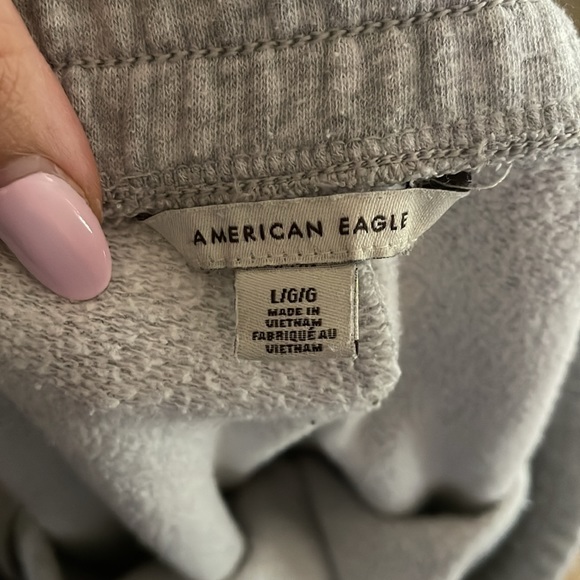 AMERICAN EAGLE
L/G/G
MADE IN
VIETNAM
FABRIQUÉ AU
VIETNAM